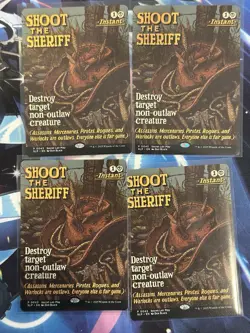 SHOOT
THE
SHERIFF
1
Instant
Destroy
target
non-outlaw
creature
(Assassins, Mercenaries, Pirates, Rogues, and
Warlocks are outlaws. Everyone else is fair game.)
SHOOT
THE
SHERIFF
1
Instant
Destroy
target
non-outlaw
creature
(Assassins, Mercenaries, Pirates, Rogues, and
Warlocks are outlaws. Everyone else is fair game.)
SHOOT
THE
SHERIFF
1
Instant
Destroy
target
non-outlaw
creature
(Assassins, Mercenaries, Pirates, Rogues, and
Warlocks are outlaws. Everyone else is fair game.)
SHOOT
THE
SHERIFF
1
Instant
Destroy
target
non-outlaw
creature
(Assassins, Mercenaries, Pirates, Rogues, and
Warlocks are outlaws. Everyone else is fair game.)